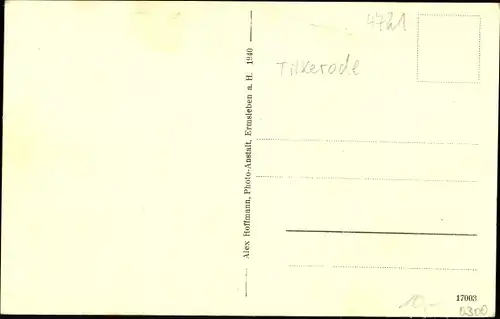 4721
Tilkerode
Alex Hoffmann, Photo-Anstalt, Ermsleben a. H. 1940
17003
10,-
0300